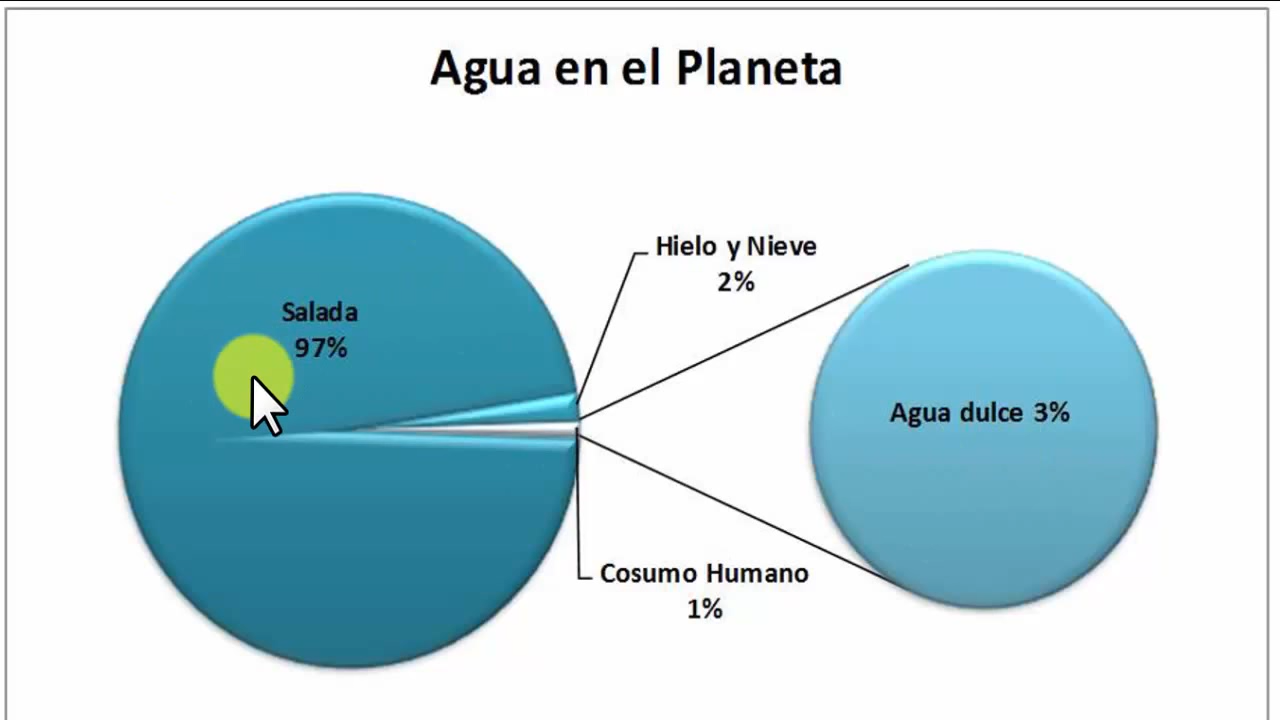 Agua en el Planeta
Salada
97%
Hielo y Nieve
2%
Agua dulce 3%
Cosumo Humano
1%